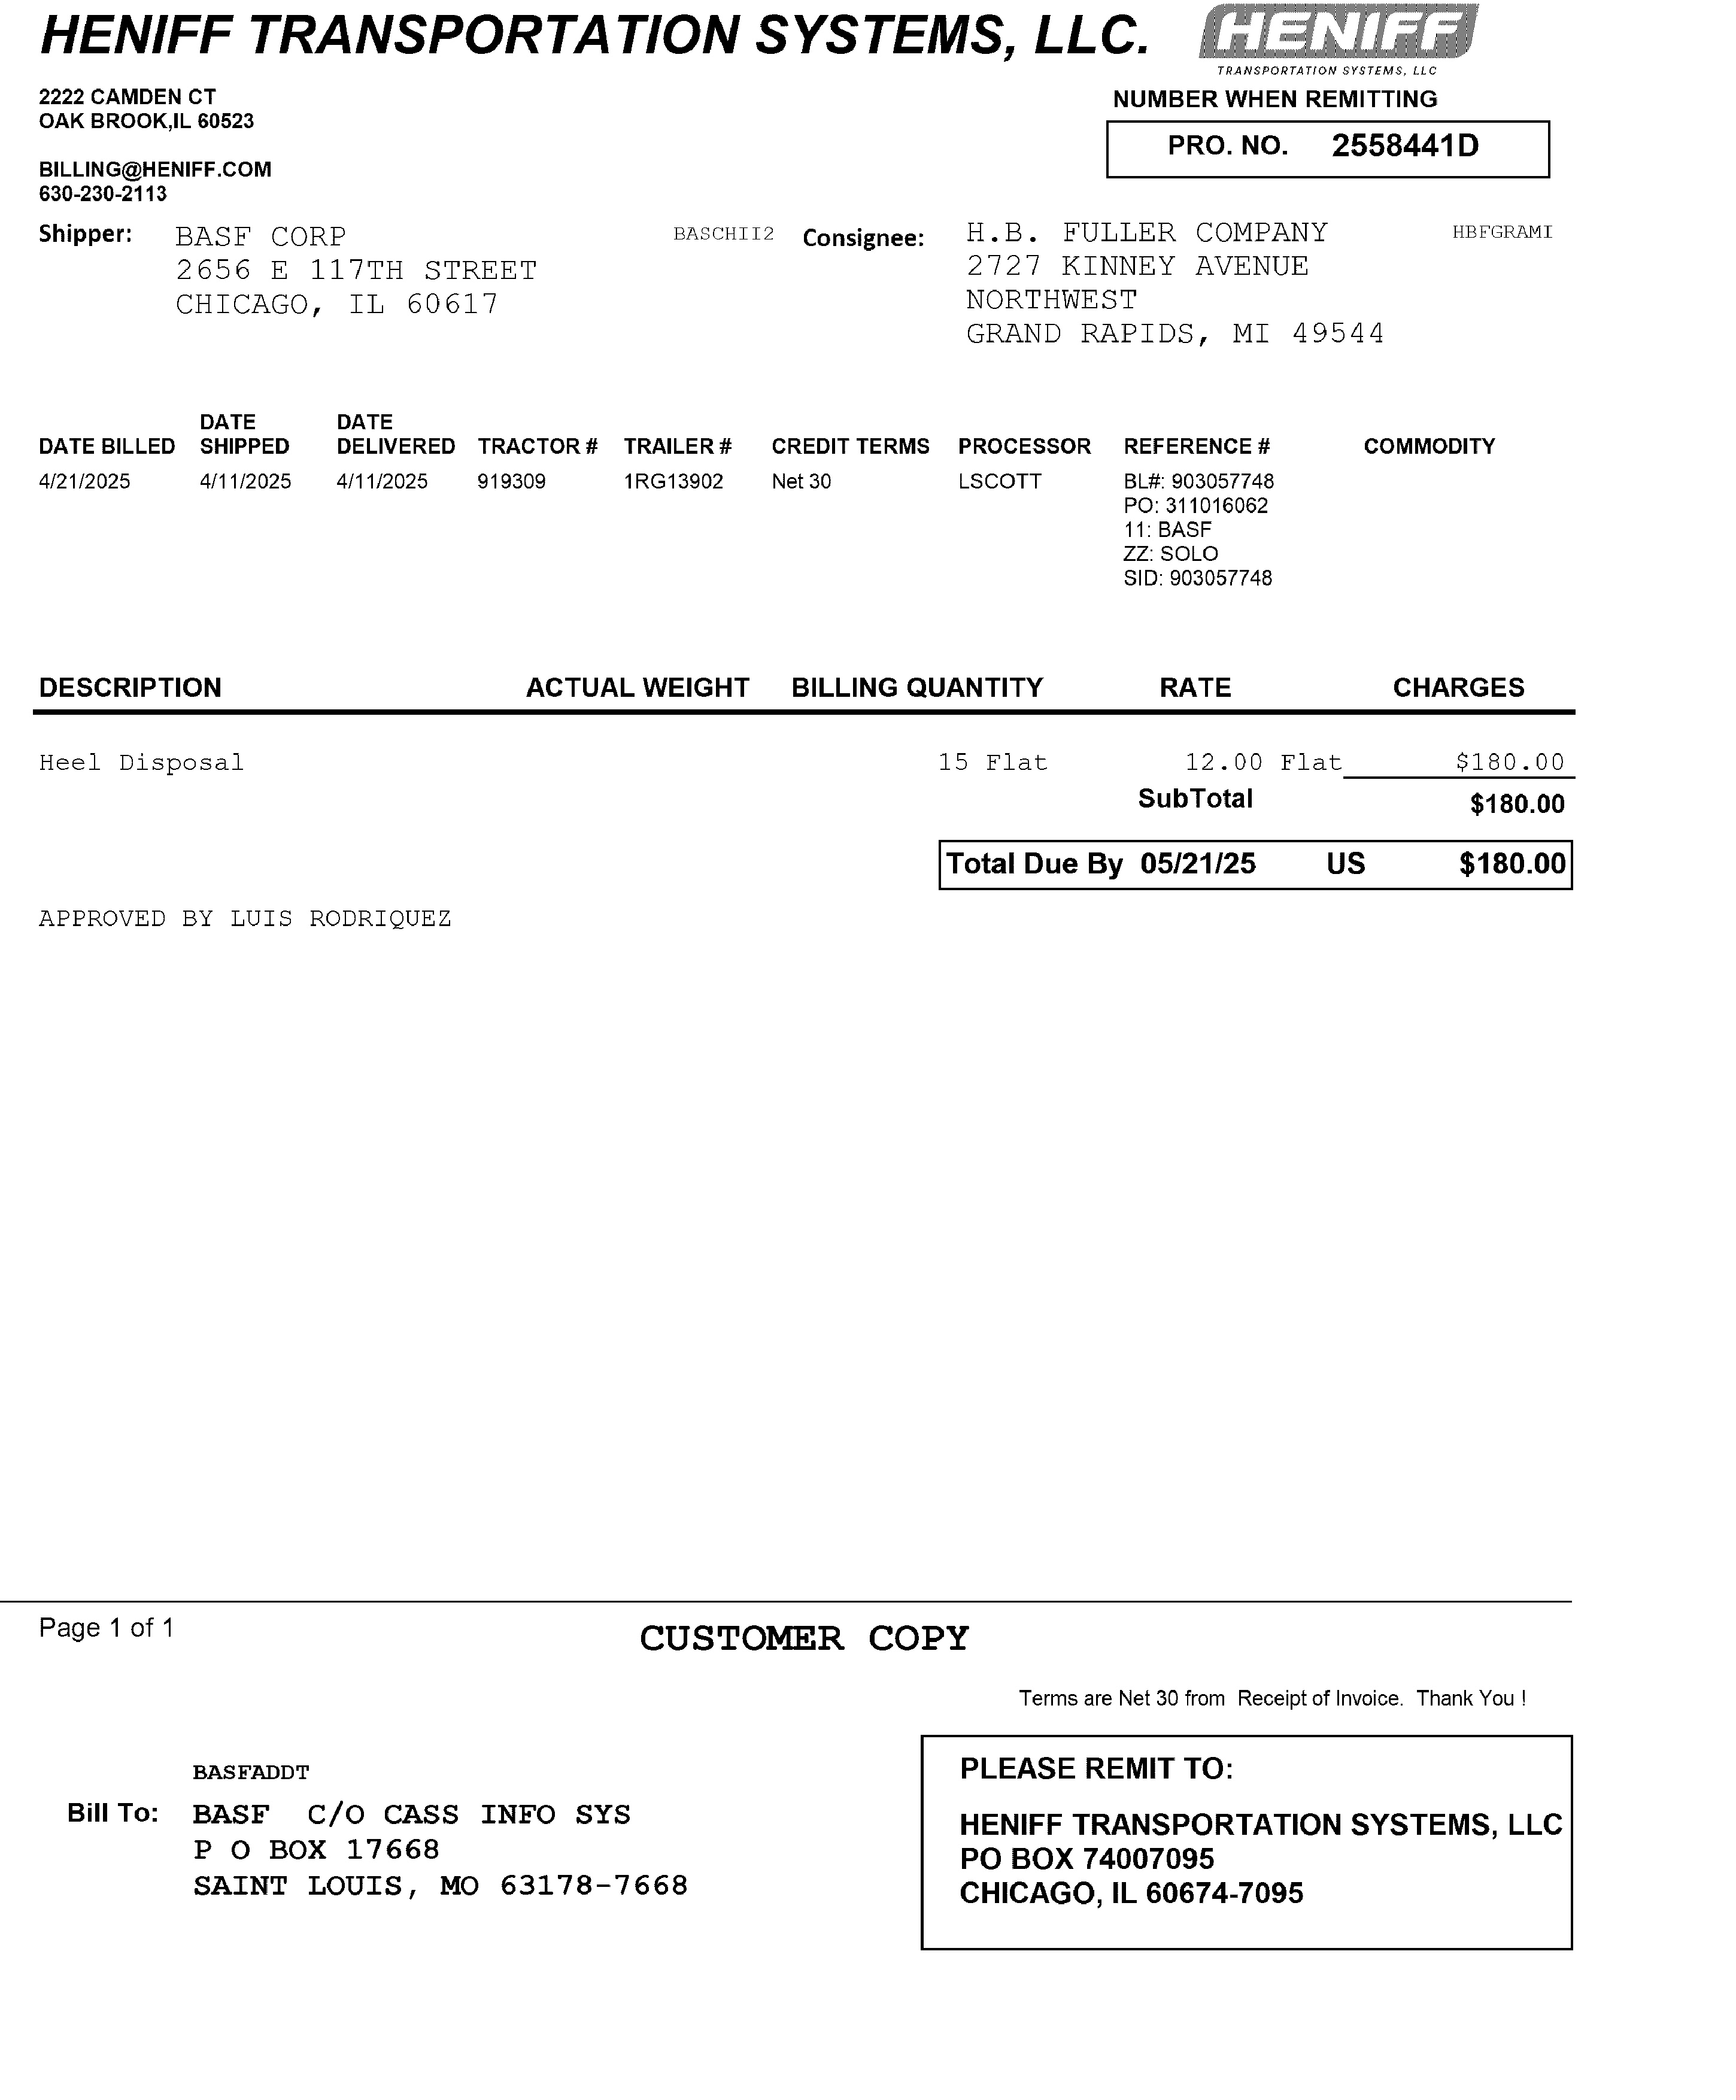 HENIFF TRANSPORTATION SYSTEMS, LLC.
HENIFF
TRANSPORTATION SYSTEMS, LLC
2222 CAMDEN CT
OAK BROOK,IL 60523
BILLING@HENIFF.COM
630-230-2113
NUMBER WHEN REMITTING
PRO. NO. 2558441D
Shipper: BASF CORP BASCHII2
2656 E 117TH STREET
CHICAGO, IL 60617
Consignee: H.B. FULLER COMPANY HBFGRAMI
2727 KINNEY AVENUE
NORTHWEST
GRAND RAPIDS, MI 49544
DATE BILLED DATE SHIPPED DATE DELIVERED TRACTOR # TRAILER # CREDIT TERMS PROCESSOR REFERENCE # COMMODITY
4/21/2025 4/11/2025 4/11/2025 919309 1RG13902 Net 30 LSCOTT BL#: 903057748
PO: 311016062
11: BASF
ZZ: SOLO
SID: 903057748
DESCRIPTION ACTUAL WEIGHT BILLING QUANTITY RATE CHARGES
Heel Disposal 15 Flat 12.00 Flat $180.00
SubTotal $180.00
Total Due By 05/21/25 US $180.00
APPROVED BY LUIS RODRIQUEZ
Page 1 of 1
CUSTOMER COPY
Terms are Net 30 from Receipt of Invoice. Thank You !
BASFADDT
Bill To: BASF C/O CASS INFO SYS
P O BOX 17668
SAINT LOUIS, MO 63178-7668
PLEASE REMIT TO:
HENIFF TRANSPORTATION SYSTEMS, LLC
PO BOX 74007095
CHICAGO, IL 60674-7095